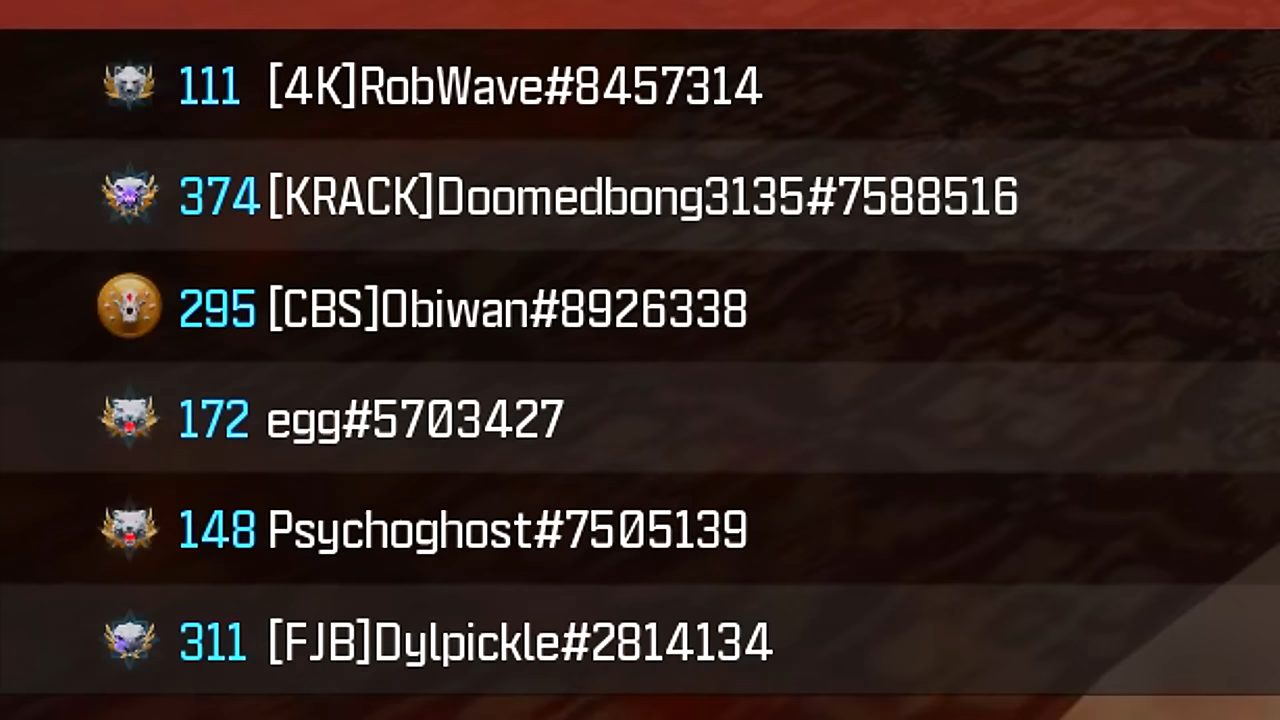 111 [4K]RobWave#8457314
374 [KRACK]Doomedbong3135#7588516
295 [CBS]Obiwan#8926338
172 egg#5703427
148 Psychoghost#7505139
311 [FJB]Dylpickle#2814134